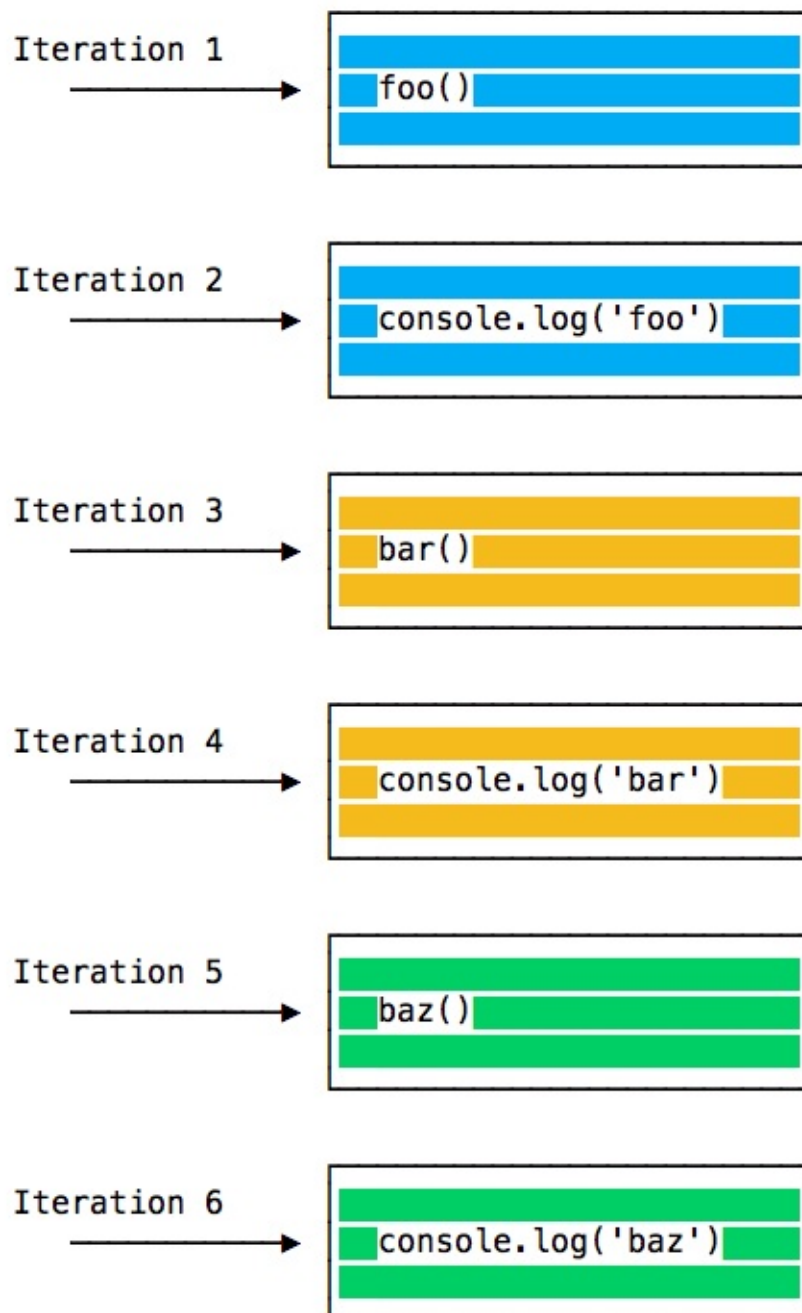 Iteration 1
foo()
Iteration 2
console.log('foo')
Iteration 3
bar()
Iteration 4
console.log('bar')
Iteration 5
baz()
Iteration 6
console.log('baz')